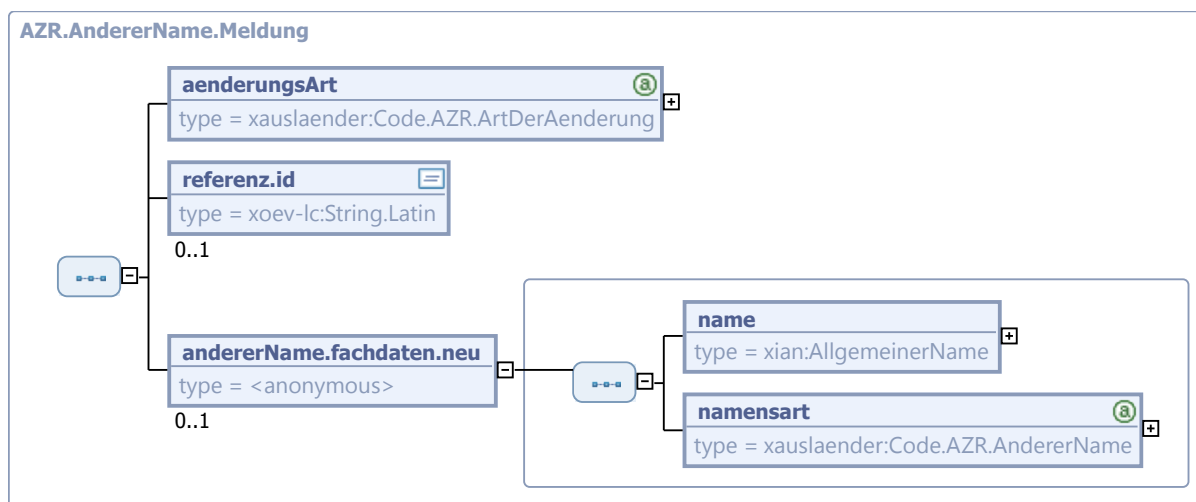 AZR.AndererName.Meldung
aenderungsArt
type = xauslaender:Code.AZR.ArtDerAenderung
referenz.id
type = xoev-lc:String.Latin
0..1
andererName.fachdaten.neu
type = <anonymous>
0..1
name
type = xian:AllgemeinerName
namensart
type = xauslaender:Code.AZR.AndererName